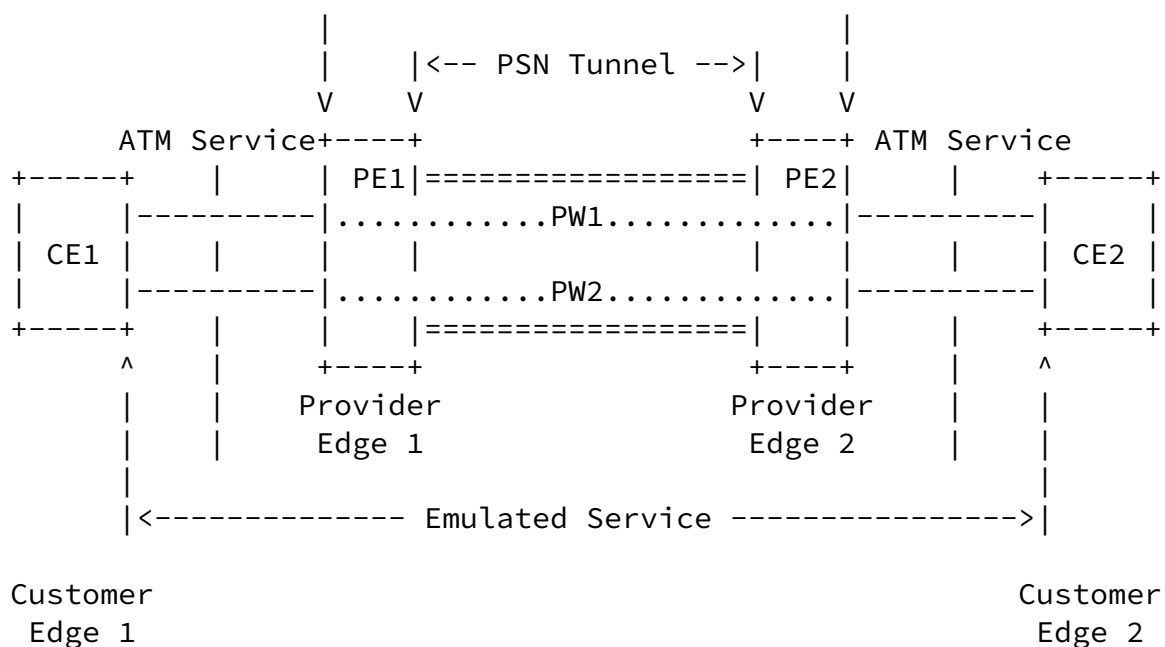 |                            |
                 |    |<-- PSN Tunnel -->|    |
                 V    V                  V    V
      ATM Service+----+                  +----+ ATM Service
+-----+    |     | PE1|==================| PE2|     |    +-----+
|     |----------|............PW1.............|----------|     |
| CE1 |    |     |    |                  |    |     |    | CE2 |
|     |----------|............PW2.............|----------|     |
+-----+    |     |    |==================|    |     |    +-----+
      ^    |     +----+                  +----+     |    ^
      |    |    Provider                Provider    |    |
      |    |     Edge 1                  Edge 2     |    |
      |                                                  |
      |<-------------- Emulated Service ---------------->|

Customer                                                Customer
 Edge 1                                                  Edge 2